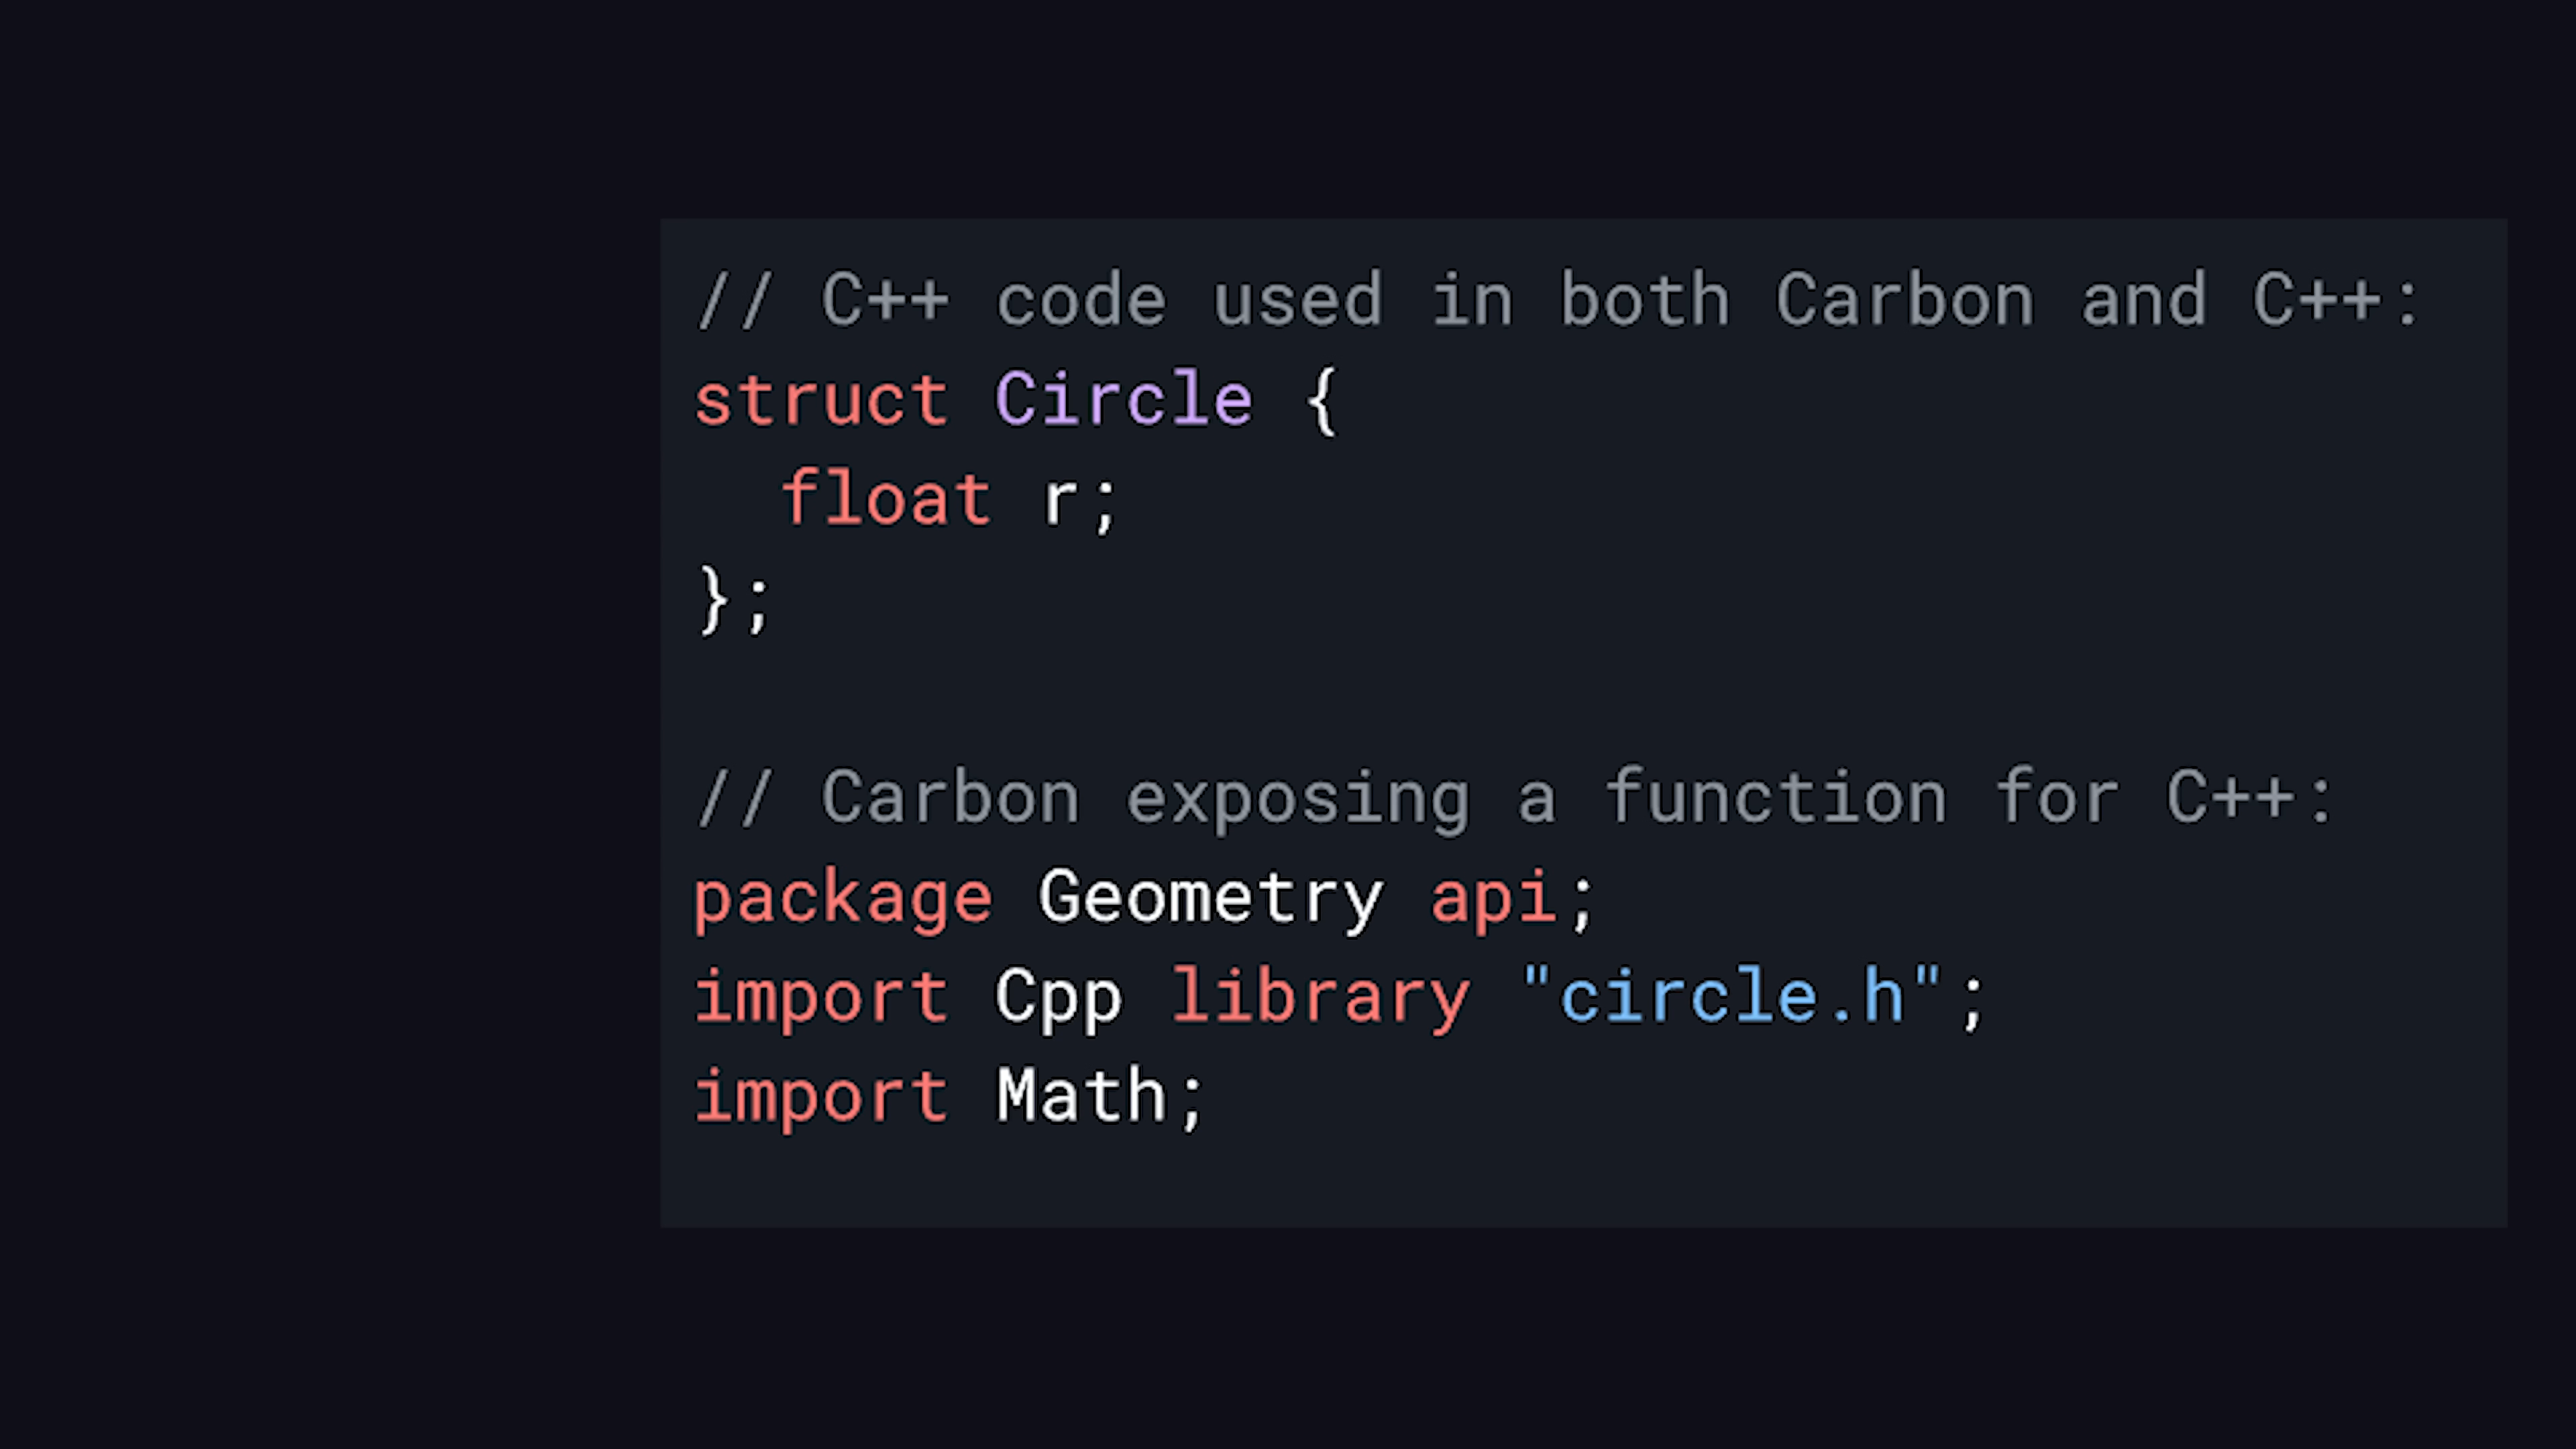 // C++ code used in both Carbon and C++:
struct Circle {
  float r;
};
// Carbon exposing a function for C++:
package Geometry api;
import Cpp library "circle.h";
import Math;